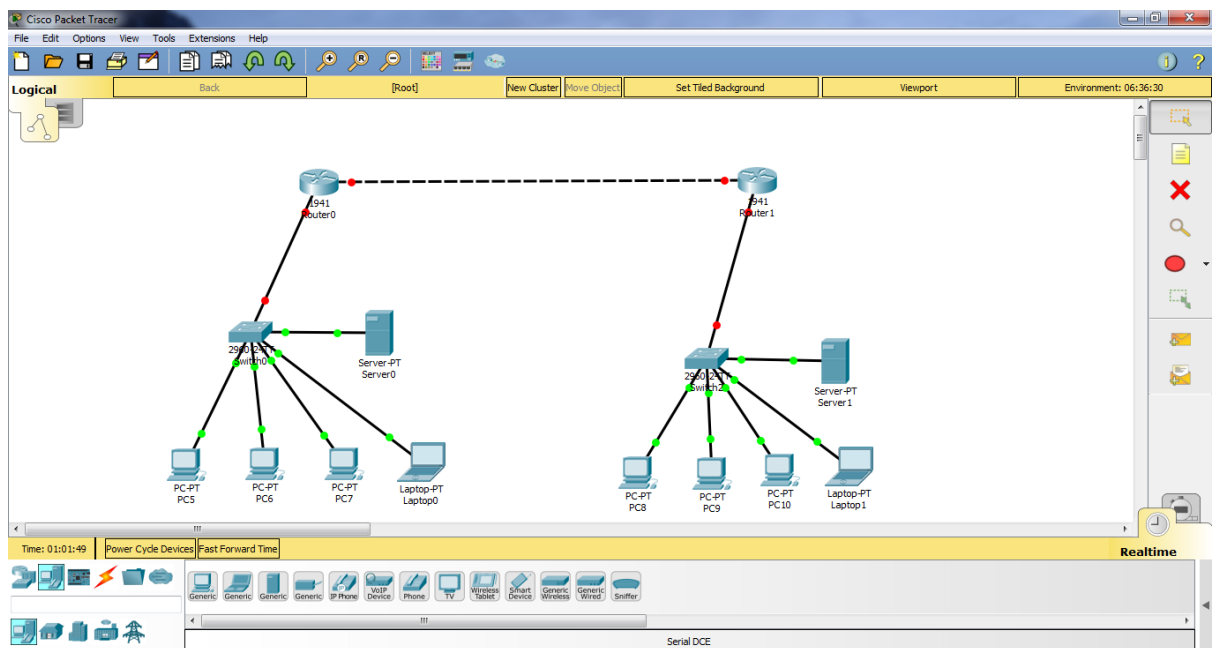 Cisco Packet Tracer
File Edit Options View Tools Extensions Help
Logical Back [Root] New Cluster Move Object Set Tiled Background Viewport Environment: 06:36:30
1941
Router0
1941
Router1
2960-24TT
Switch0
Server-PT
Server0
2960-24TT
Switch2
Server-PT
Server1
PC-PT
PC5
PC-PT
PC6
PC-PT
PC7
Laptop-PT
Laptop0
PC-PT
PC8
PC-PT
PC9
PC-PT
PC10
Laptop-PT
Laptop1
Time: 01:01:49 Power Cycle Devices Fast Forward Time Realtime
Generic Generic Generic Generic IP Phone VoIP Device Phone TV Wireless Tablet Smart Device Generic Wireless Generic Wired Sniffer
Serial DCE